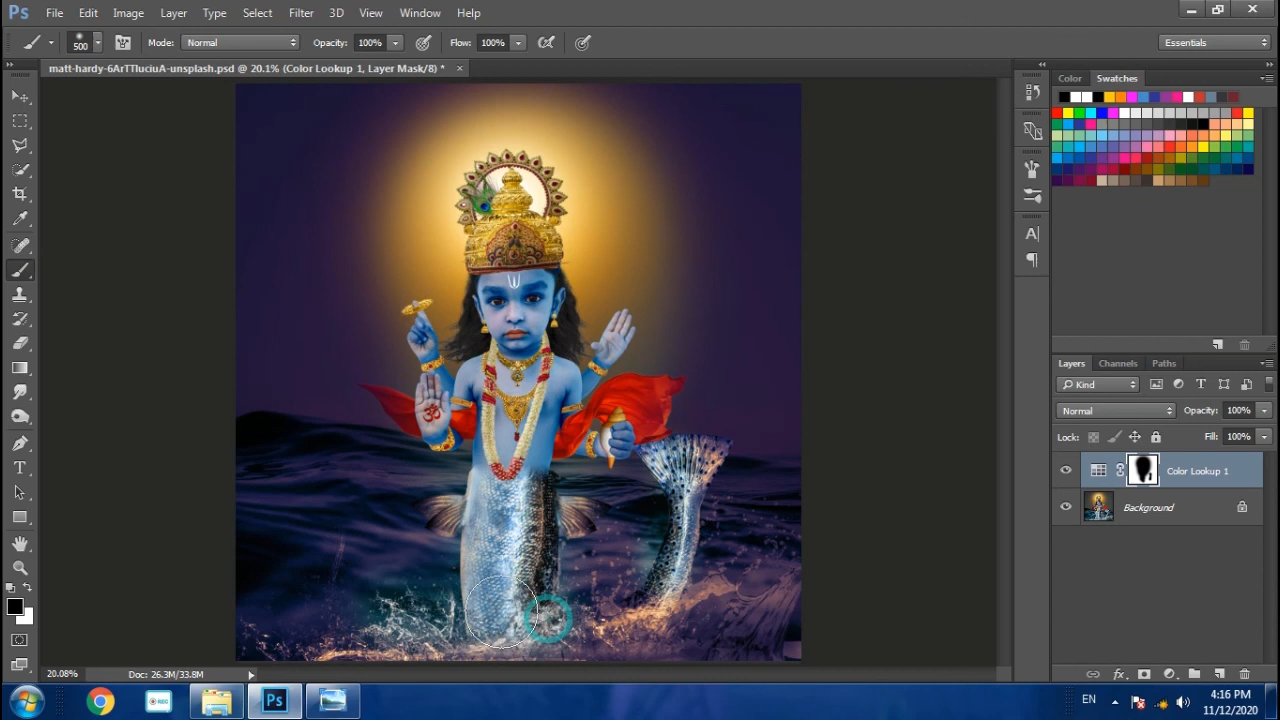 Ps File Edit Image Layer Type Select Filter 3D View Window Help
500 Mode: Normal Opacity: 100% Flow: 100% Essentials
matt-hardy-6ArTTluciuA-unsplash.psd @ 20.1% (Color Lookup 1, Layer Mask/8) * ×
Color Swatches
Layers Channels Paths
Kind
Normal Opacity: 100%
Lock: Fill: 100%
Color Lookup 1
Background
ॐ
20.08% Doc: 26.3M/33.8M
Ps EN 4:16 PM
11/12/2020